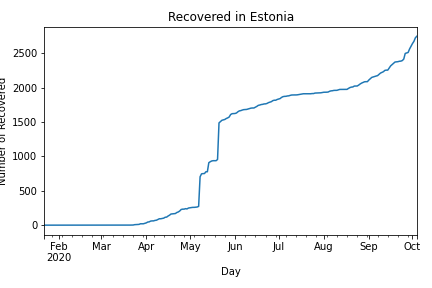 Recovered in Estonia
Number of Recovered
2500
2000
1500
1000
500
0
Feb Mar Apr May Jun Jul Aug Sep Oct
2020
Day